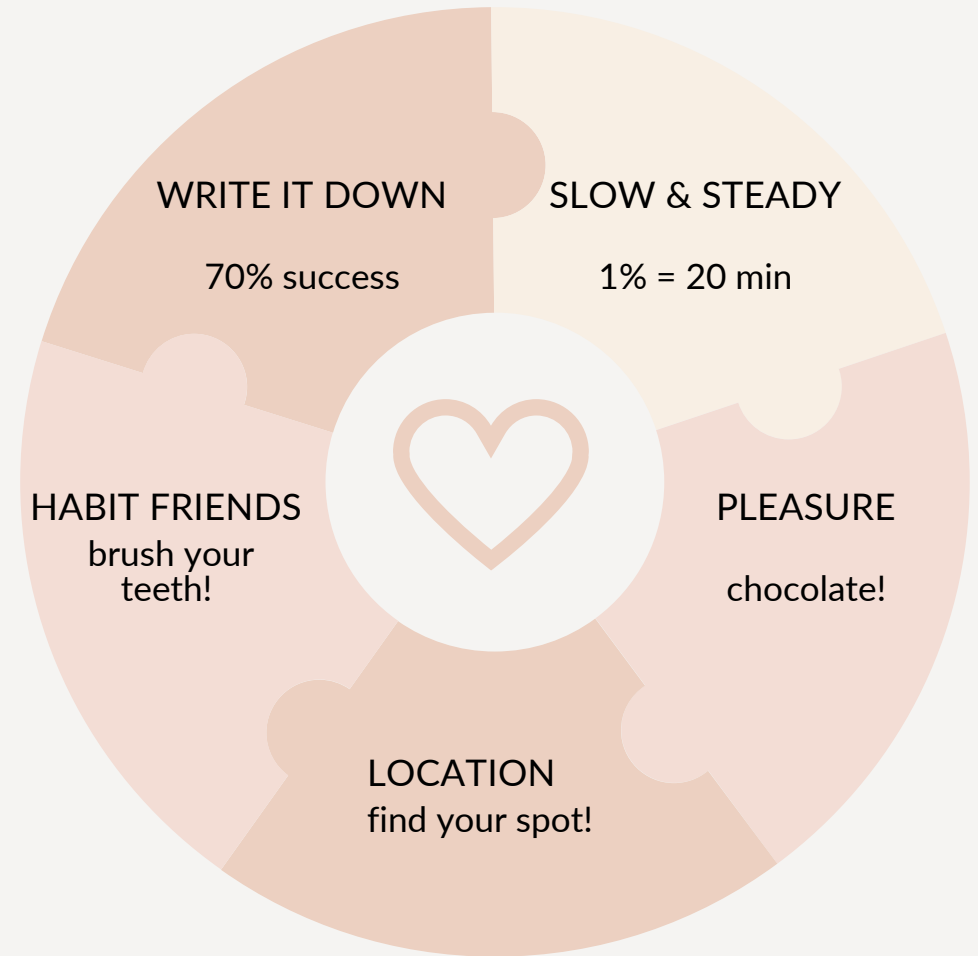 WRITE IT DOWN
70% success
SLOW & STEADY
1% = 20 min
HABIT FRIENDS
brush your
teeth!
PLEASURE
chocolate!
LOCATION
find your spot!